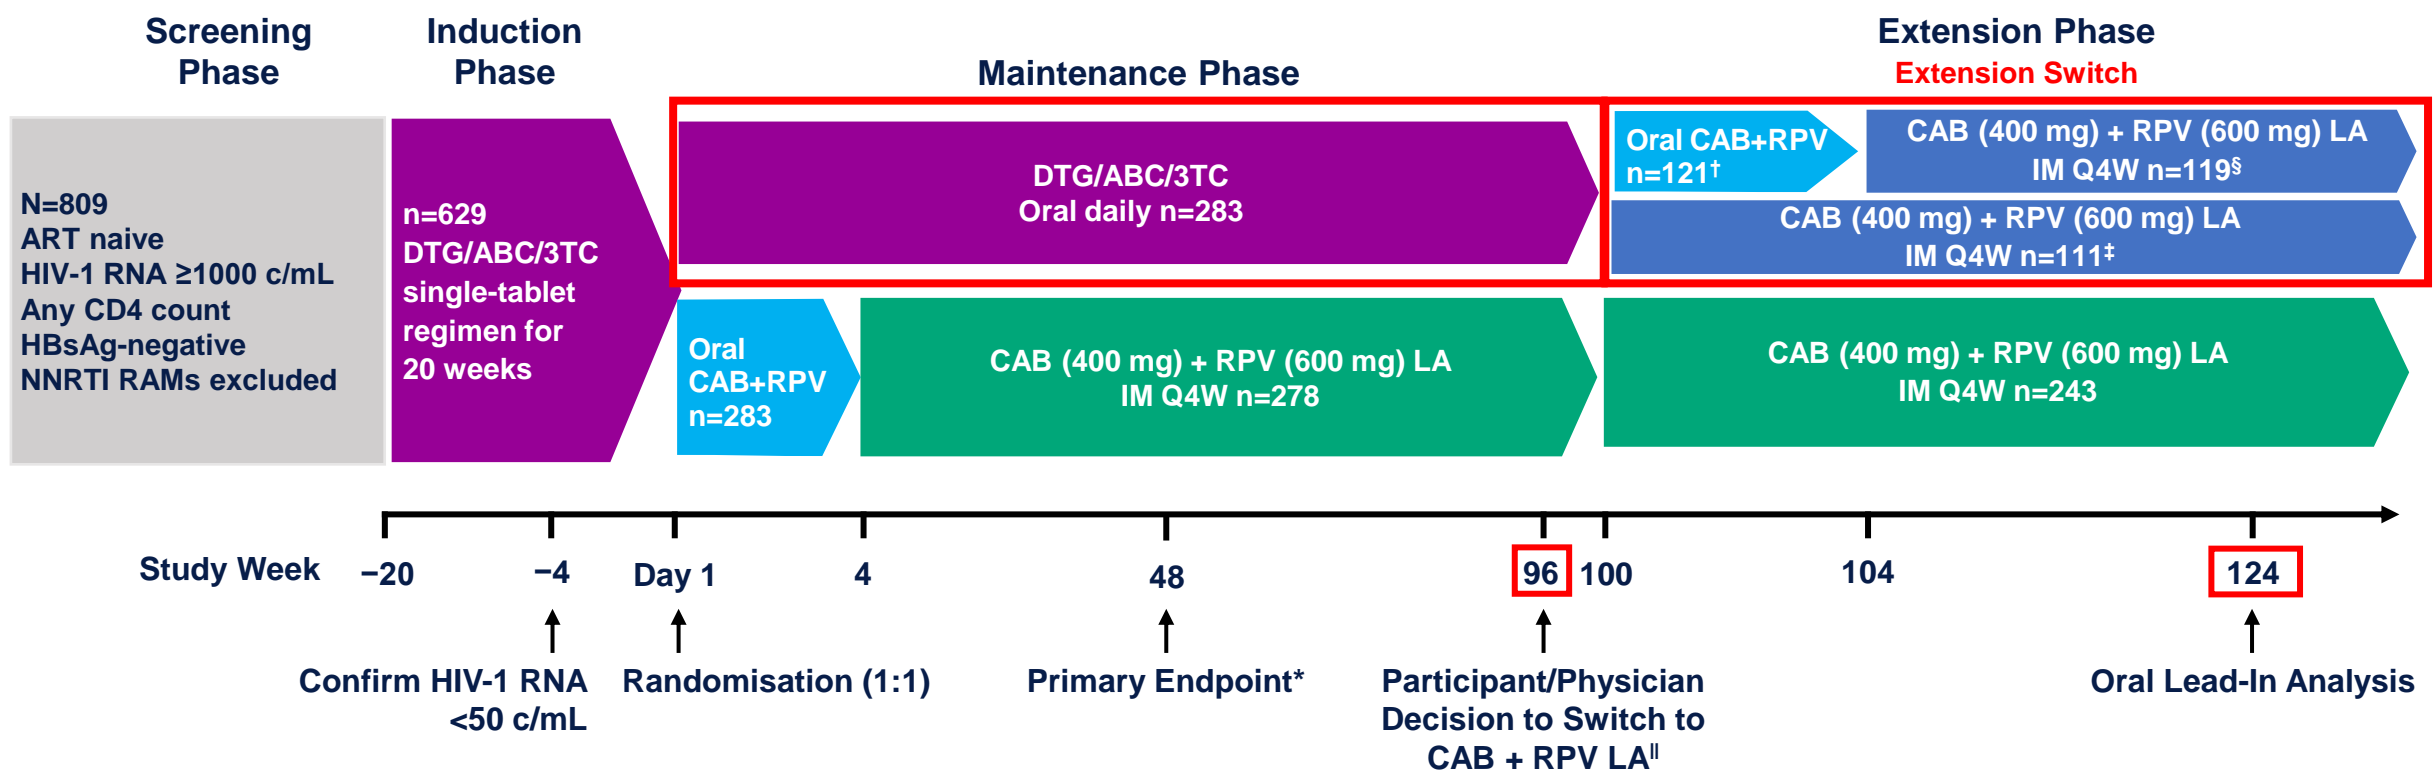 Screening
Phase
Induction
Phase
Maintenance Phase
Extension Phase
Extension Switch
N=809
ART naive
HIV-1 RNA ≥1000 c/mL
Any CD4 count
HBsAg-negative
NNRTI RAMs excluded
n=629
DTG/ABC/3TC
single-tablet
regimen for
20 weeks
DTG/ABC/3TC
Oral daily n=283
Oral CAB+RPV
n=121†
CAB (400 mg) + RPV (600 mg) LA
IM Q4W n=119§
CAB (400 mg) + RPV (600 mg) LA
IM Q4W n=111‡
Oral
CAB+RPV
n=283
CAB (400 mg) + RPV (600 mg) LA
IM Q4W n=278
CAB (400 mg) + RPV (600 mg) LA
IM Q4W n=243
Study Week −20 −4 Day 1 4 48 96 100 104 124
Confirm HIV-1 RNA
<50 c/mL
Randomisation (1:1)
Primary Endpoint*
Participant/Physician
Decision to Switch to
CAB + RPV LA‖
Oral Lead-In Analysis